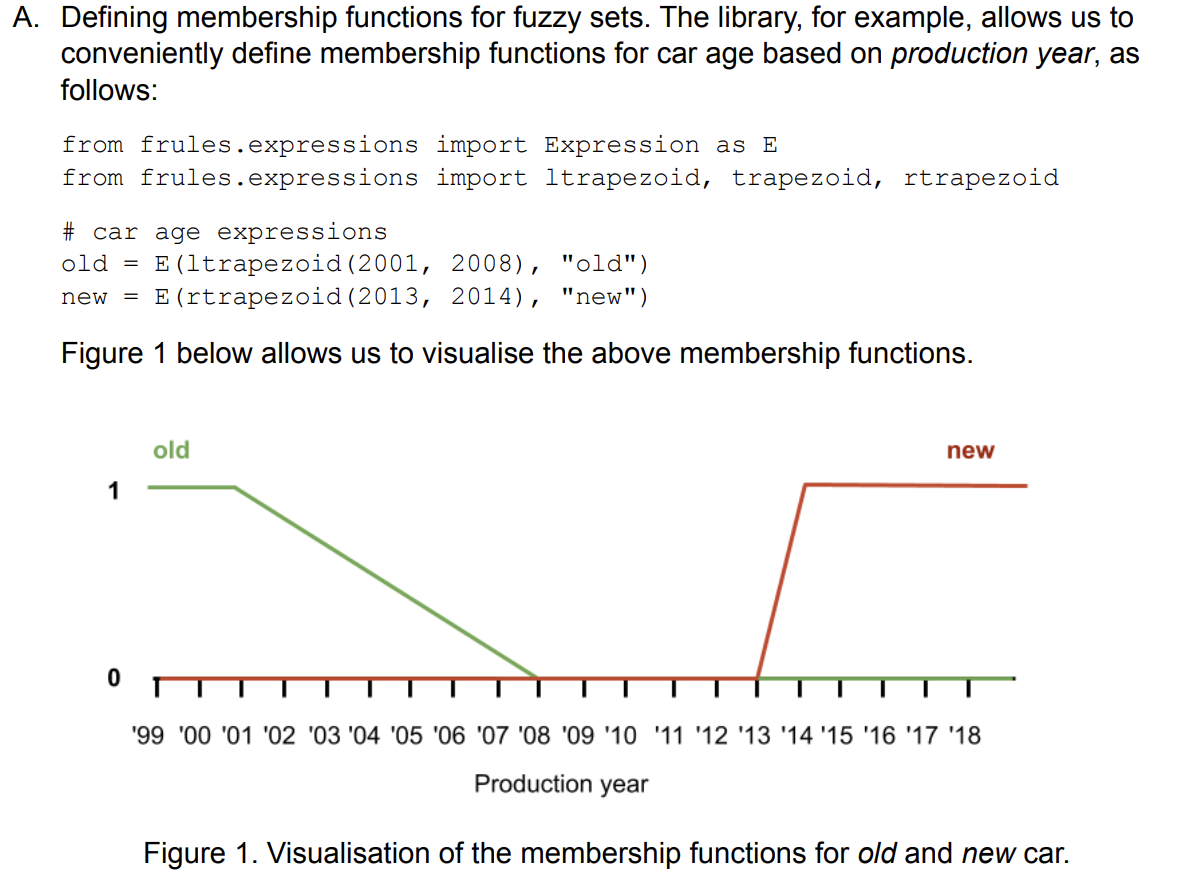 A. Defining membership functions for fuzzy sets. The library, for example, allows us to
conveniently define membership functions for car age based on production year, as
follows:
from frules.expressions import Expression as E
from frules.expressions import ltrapezoid, trapezoid, rtrapezoid
# car age expressions
old = E(ltrapezoid(2001, 2008), "old")
new = E(rtrapezoid(2013, 2014), "new")
Figure 1 below allows us to visualise the above membership functions.
old new
1
0
'99 '00 '01 '02 '03 '04 '05 '06 '07 '08 '09 '10 '11 '12 '13 '14 '15 '16 '17 '18
Production year
Figure 1. Visualisation of the membership functions for old and new car.